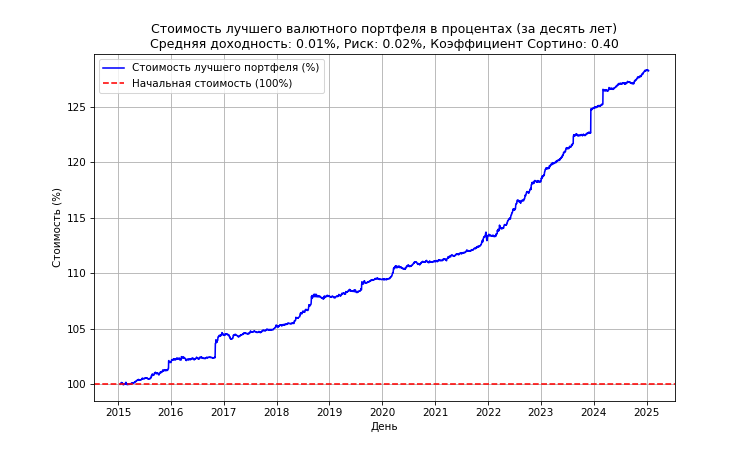 Стоимость лучшего валютного портфеля в процентах (за десять лет)
Средняя доходность: 0.01%, Риск: 0.02%, Коэффициент Сортино: 0.40
Стоимость лучшего портфеля (%)
Начальная стоимость (100%)
Стоимость (%)
125
120
115
110
105
100
2015 2016 2017 2018 2019 2020 2021 2022 2023 2024 2025
День